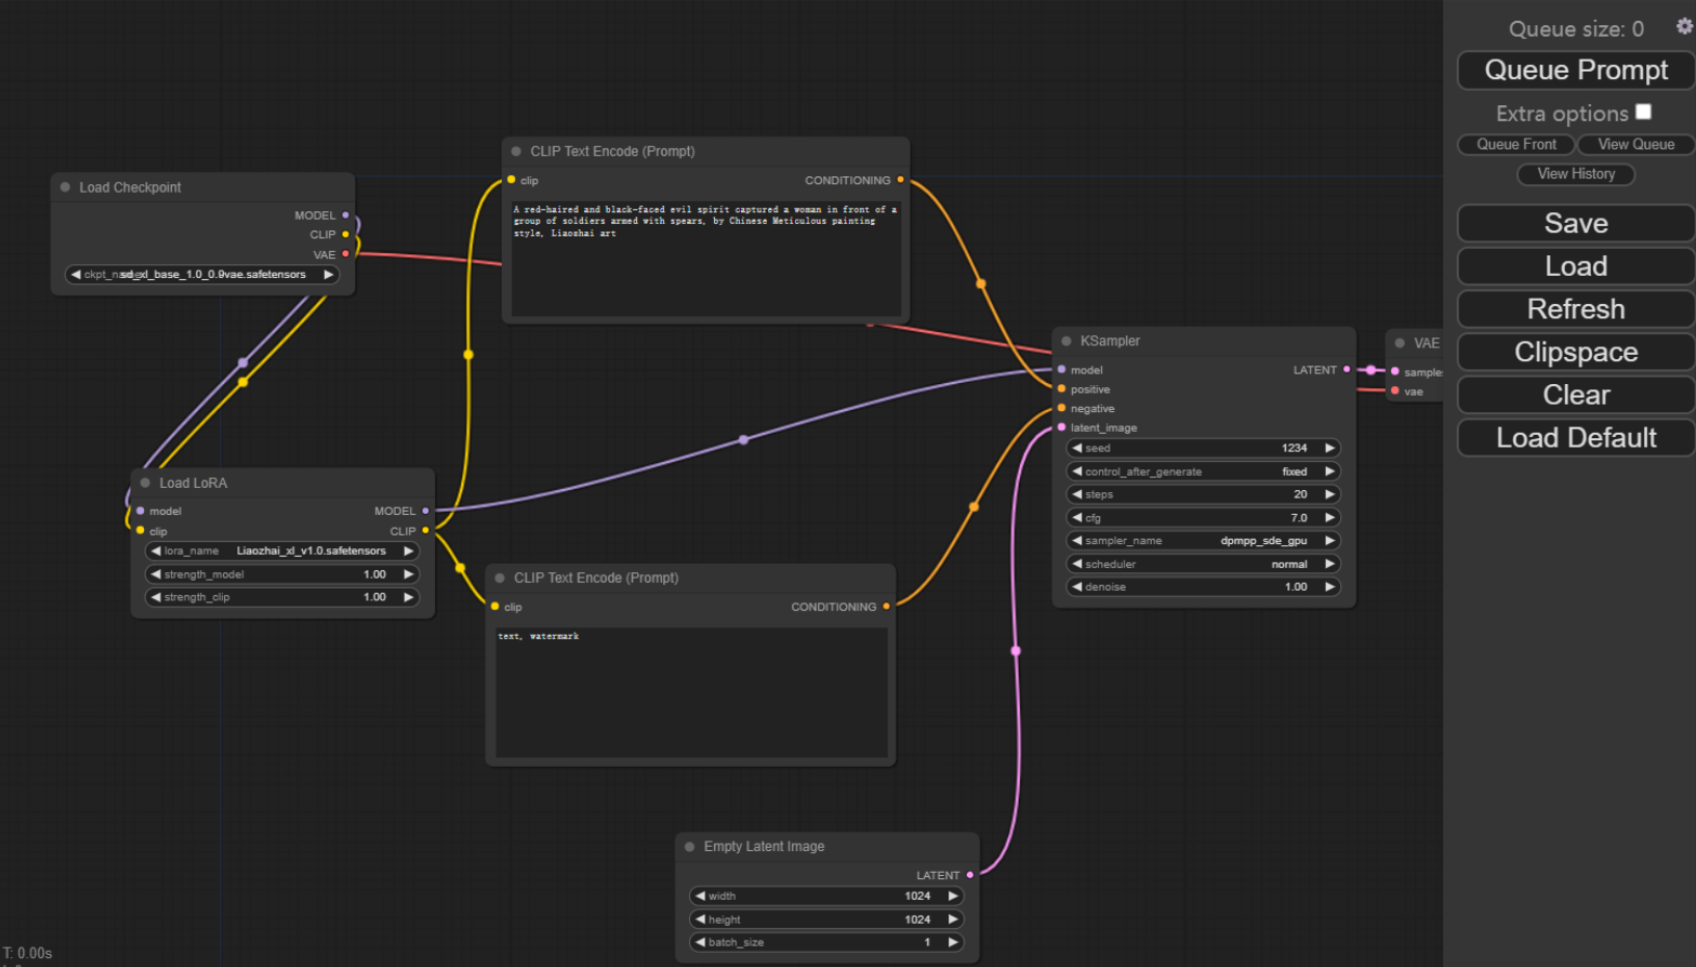 Load Checkpoint
MODEL
CLIP
VAE
sd_xl_base_1.0_0.9vae.safetensors
Load LoRA
model MODEL
clip CLIP
lora_name Liaozhai_xl_v1.0.safetensors
strength_model 1.00
strength_clip 1.00
CLIP Text Encode (Prompt)
clip CONDITIONING
A red-haired and black-faced evil spirit captured a woman in front of a
group of soldiers armed with spears, by Chinese Meticulous painting
style, Liaozhai art
CLIP Text Encode (Prompt)
clip CONDITIONING
text, watermark
Empty Latent Image
LATENT
width 1024
height 1024
batch_size 1
KSampler
model LATENT
positive
negative
latent_image
seed 1234
control_after_generate fixed
steps 20
cfg 7.0
sampler_name dpmpp_sde_gpu
scheduler normal
denoise 1.00
VAE
sample
vae
Queue size: 0
Queue Prompt
Extra options
Queue Front View Queue
View History
Save
Load
Refresh
Clipspace
Clear
Load Default
T: 0.00s